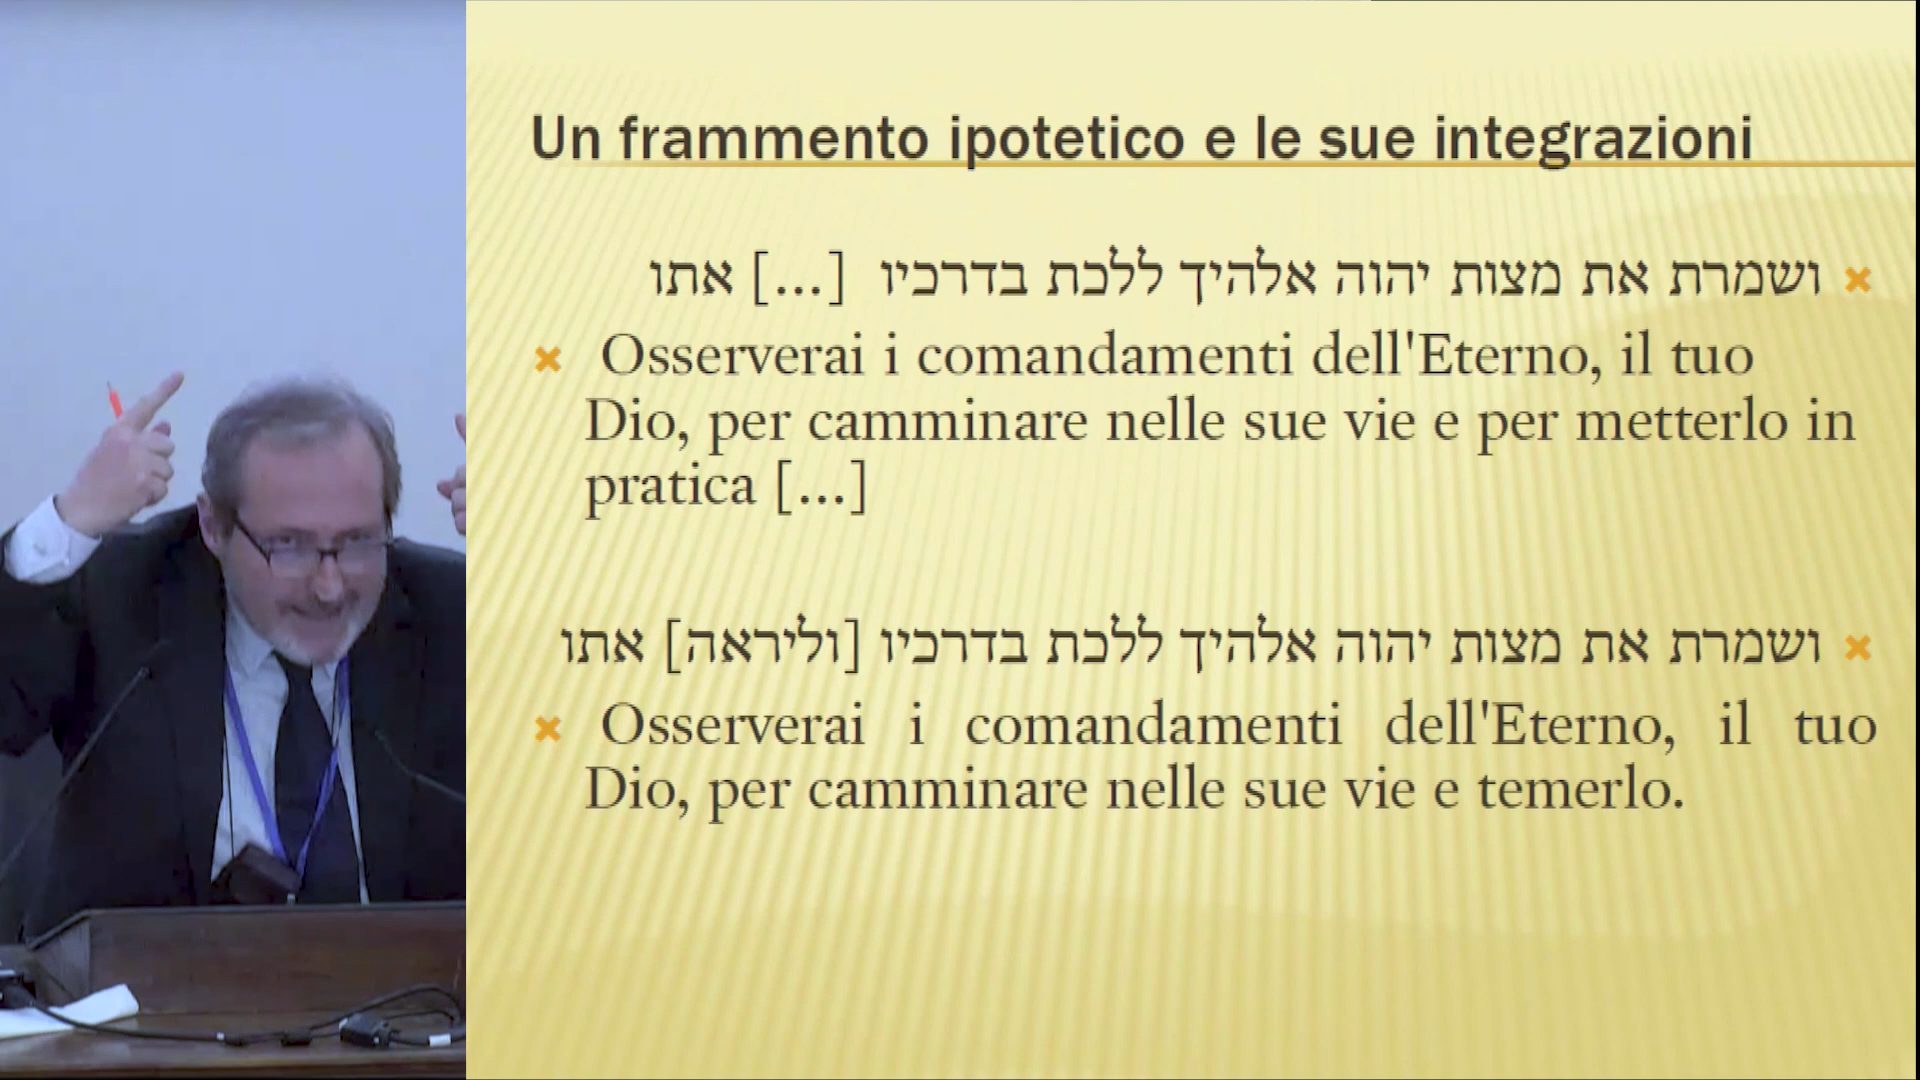 Un frammento ipotetico e le sue integrazioni
ושמרת את מצות יהוה אלהיך ללכת בדרכיו [...] אתו
Osserverai i comandamenti dell'Eterno, il tuo
Dio, per camminare nelle sue vie e per metterlo in
pratica [...]
ושמרת את מצות יהוה אלהיך ללכת בדרכיו [וליראה] אתו
Osserverai i comandamenti dell'Eterno, il tuo
Dio, per camminare nelle sue vie e temerlo.